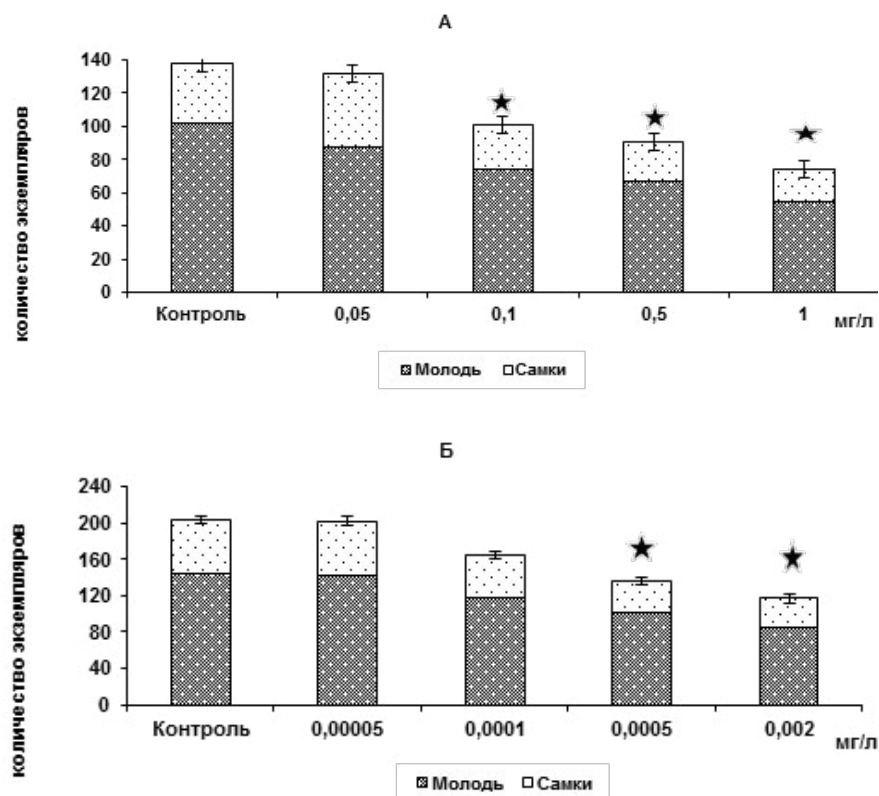 А
количество экземпляров
140
120
100
80
60
40
20
0
Контроль 0,05 0,1 0,5 1 мг/л
Молодь Самки
Б
количество экземпляров
240
200
160
120
80
40
0
Контроль 0,00005 0,0001 0,0005 0,002 мг/л
Молодь Самки